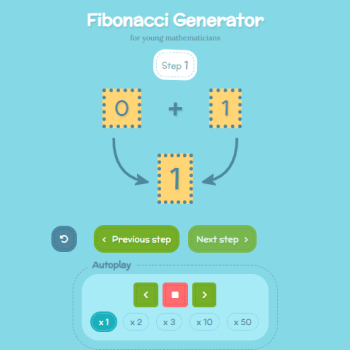 Fibonacci Generator
for young mathematicians
Step 1
0 + 1
1
‹ Previous step Next step ›
Autoplay
x 1 x 2 x 3 x 10 x 50